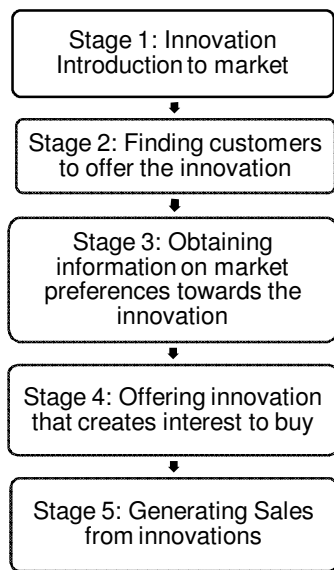 Stage 1: Innovation
Introduction to market
Stage 2: Finding customers
to offer the innovation
Stage 3: Obtaining
information on market
preferences towards the
innovation
Stage 4: Offering innovation
that creates interest to buy
Stage 5: Generating Sales
from innovations